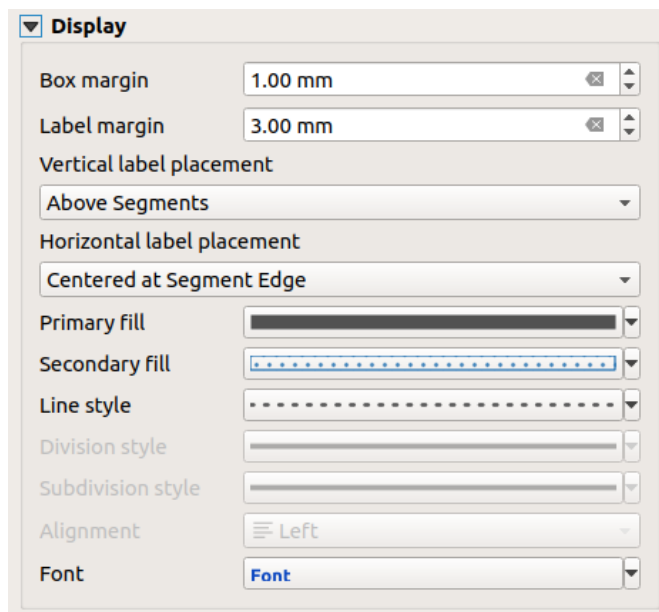 Display
Box margin 1.00 mm
Label margin 3.00 mm
Vertical label placement
Above Segments
Horizontal label placement
Centered at Segment Edge
Primary fill
Secondary fill
Line style
Division style
Subdivision style
Alignment Left
Font Font